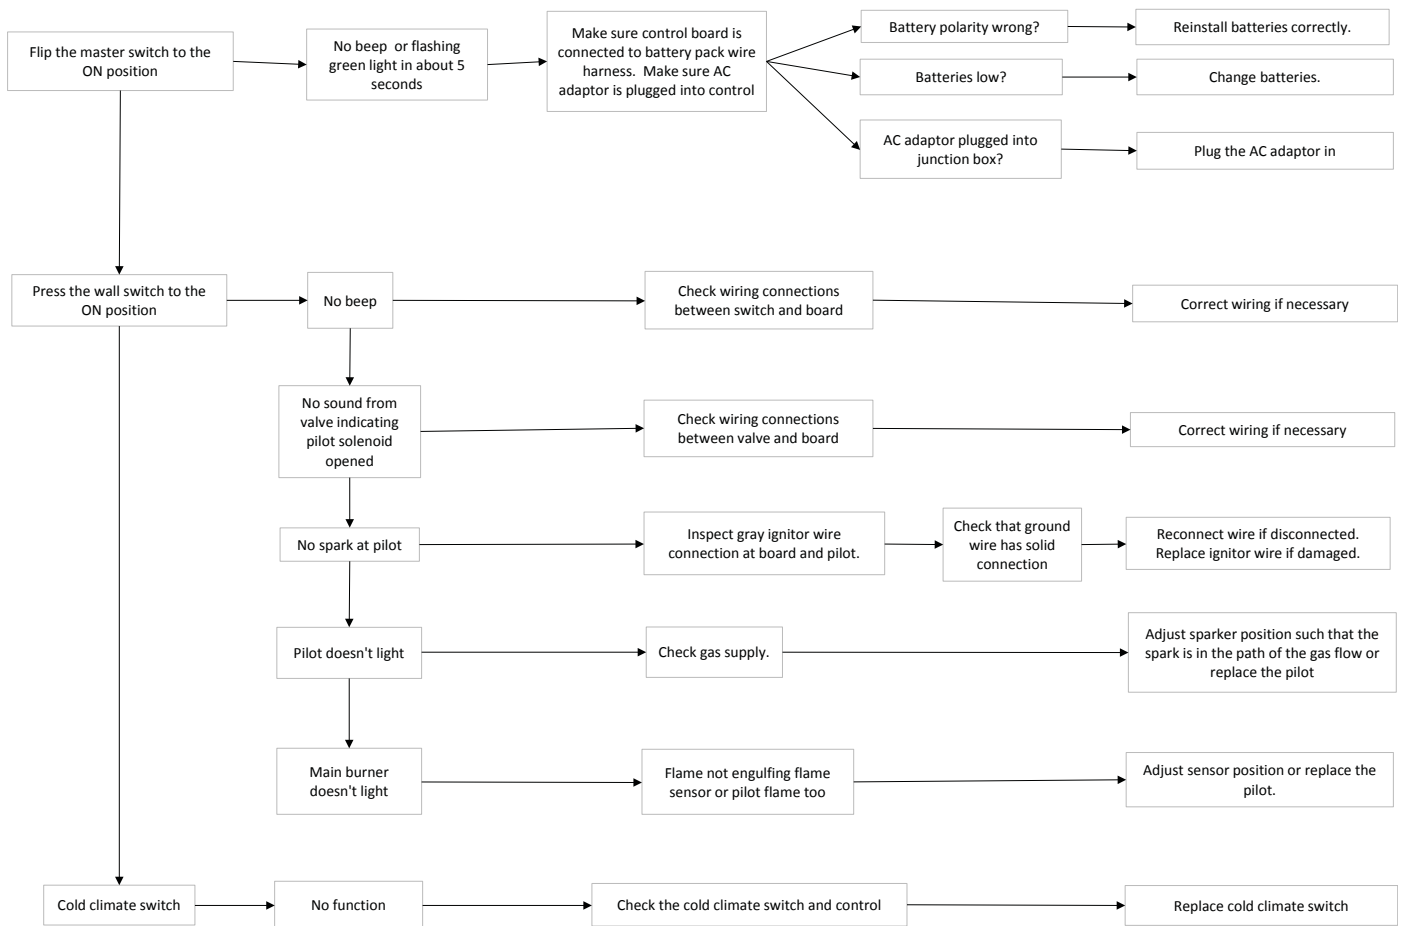 Flip the master switch to the
ON position
No beep  or flashing
green light in about 5
seconds
Make sure control board is
connected to battery pack wire
harness.  Make sure AC
adaptor is plugged into control
Battery polarity wrong?
Reinstall batteries correctly.
Batteries low?
Change batteries.
AC adaptor plugged into
junction box?
Plug the AC adaptor in
Press the wall switch to the
ON position
No beep
Check wiring connections
between switch and board
Correct wiring if necessary
No sound from
valve indicating
pilot solenoid
opened
Check wiring connections
between valve and board
Correct wiring if necessary
No spark at pilot
Inspect gray ignitor wire
connection at board and pilot.
Check that ground
wire has solid
connection
Reconnect wire if disconnected.
Replace ignitor wire if damaged.
Pilot doesn't light
Check gas supply.
Adjust sparker position such that the
spark is in the path of the gas flow or
replace the pilot
Main burner
doesn't light
Flame not engulfing flame
sensor or pilot flame too
Adjust sensor position or replace the
pilot.
Cold climate switch
No function
Check the cold climate switch and control
Replace cold climate switch